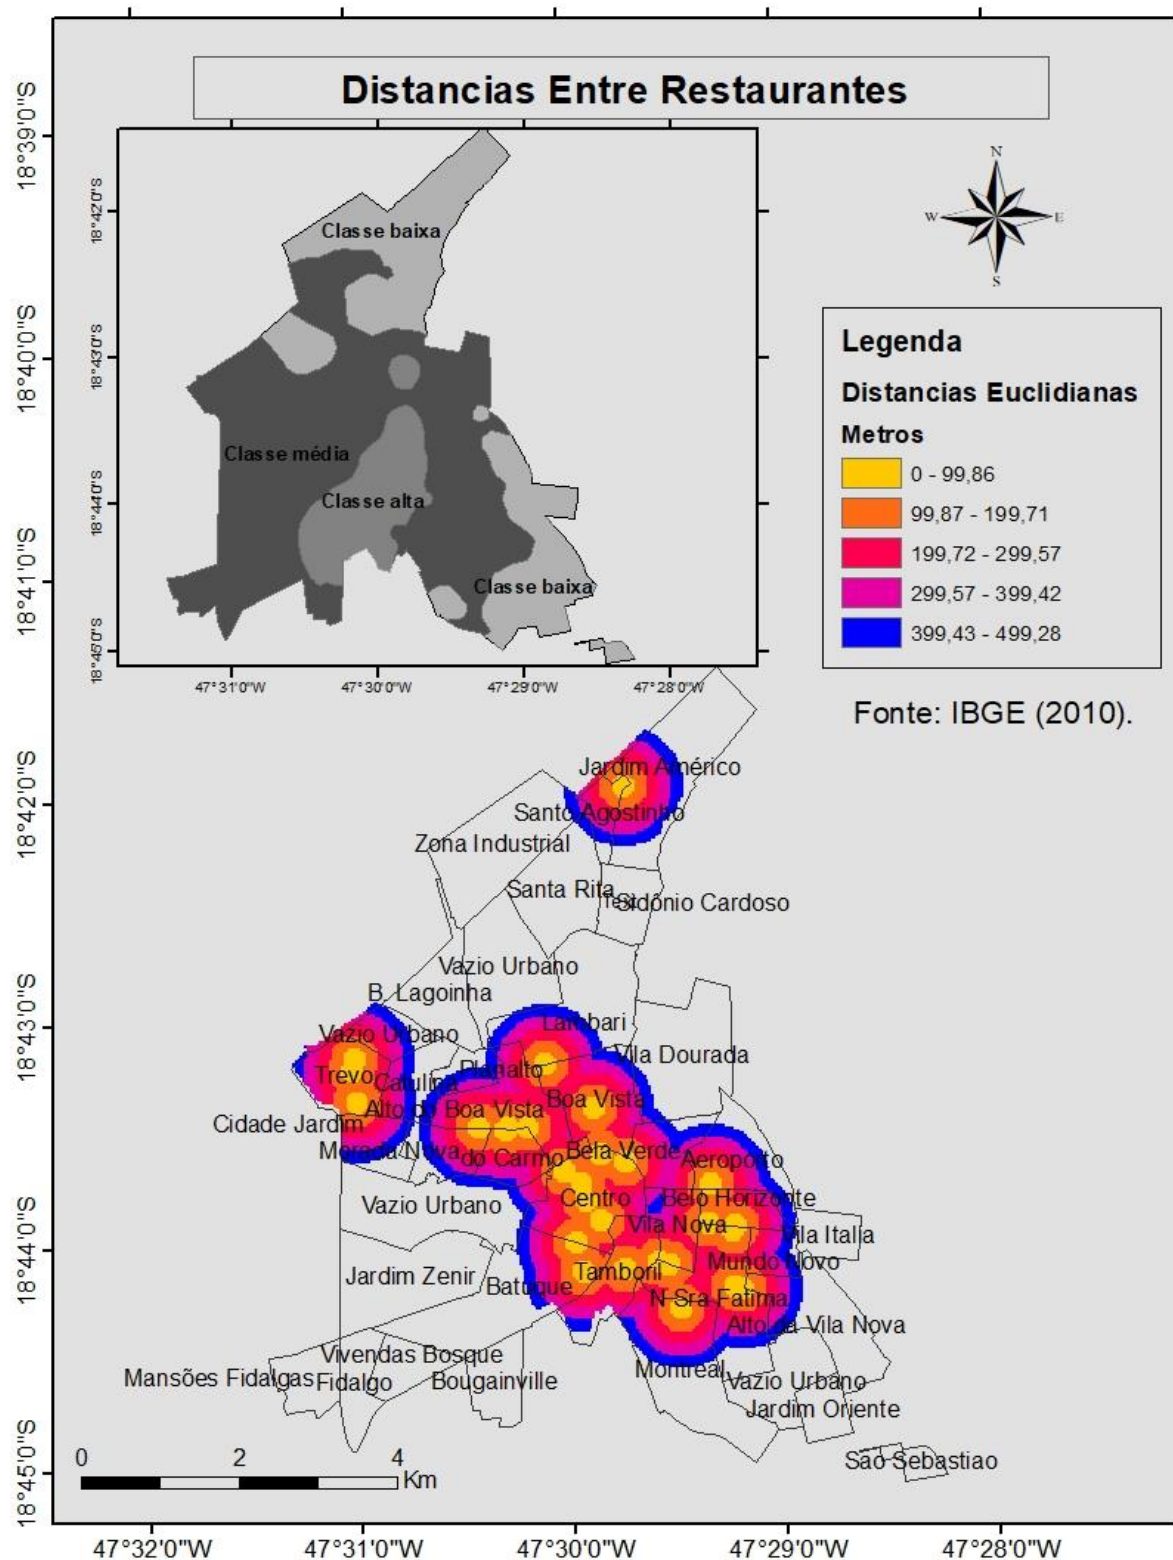 Distancias Entre Restaurantes
18°39'0"S
18°40'0"S
18°41'0"S
18°42'0"S
18°43'0"S
18°44'0"S
18°45'0"S
18°42'0"S
18°43'0"S
18°44'0"S
18°45'0"S
Classe baixa
Classe média
Classe alta
Classe baixa
47°31'0"W
47°30'0"W
47°29'0"W
47°28'0"W
N
W
E
S
Legenda
Distancias Euclidianas
Metros
0 - 99,86
99,87 - 199,71
199,72 - 299,57
299,57 - 399,42
399,43 - 499,28
Fonte: IBGE (2010).
Jardim Américo
Santo Agostinho
Zona Industrial
Santa Rita
Sidônio Cardoso
Vazio Urbano
B. Lagoinha
Lambari
Vazio Urbano
Vila Dourada
Planalto
Trevo
Catulina
Boa Vista
Alto do Boa Vista
Cidade Jardim
Morada Nova
do Carmo
Bela Verde
Aeroporto
Vazio Urbano
Centro
Belo Horizonte
Vila Nova
Vila Italia
Mundo Novo
Jardim Zenir
Batuque
Tamboril
N Sra Fatima
Alto da Vila Nova
Vivendas Bosque
Mansões Fidalgas
Fidalgo
Bougainville
Montreal
Vazio Urbano
Jardim Oriente
São Sebastiao
0
2
4
Km
47°32'0"W
47°31'0"W
47°30'0"W
47°29'0"W
47°28'0"W